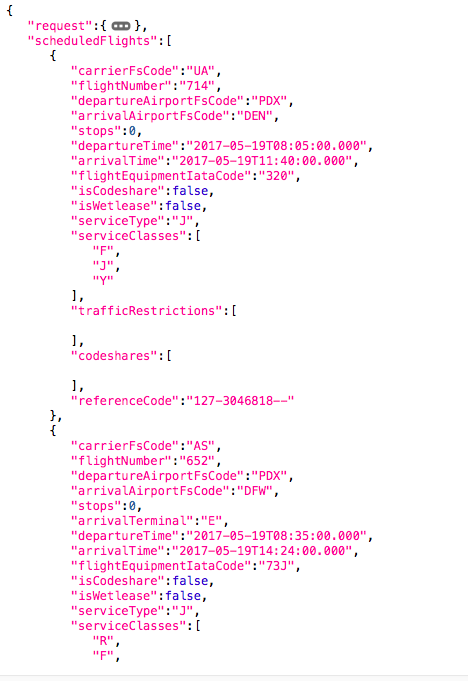 {
"request":{ ... },
"scheduledFlights":[
{
"carrierFsCode":"UA",
"flightNumber":"714",
"departureAirportFsCode":"PDX",
"arrivalAirportFsCode":"DEN",
"stops":0,
"departureTime":"2017-05-19T08:05:00.000",
"arrivalTime":"2017-05-19T11:40:00.000",
"flightEquipmentIataCode":"320",
"isCodeshare":false,
"isWetlease":false,
"serviceType":"J",
"serviceClasses":[
"F",
"J",
"Y"
],
"trafficRestrictions":[
],
"codeshares":[
],
"referenceCode":"127-3046818--"
},
{
"carrierFsCode":"AS",
"flightNumber":"652",
"departureAirportFsCode":"PDX",
"arrivalAirportFsCode":"DFW",
"stops":0,
"arrivalTerminal":"E",
"departureTime":"2017-05-19T08:35:00.000",
"arrivalTime":"2017-05-19T14:24:00.000",
"flightEquipmentIataCode":"73J",
"isCodeshare":false,
"isWetlease":false,
"serviceType":"J",
"serviceClasses":[
"R",
"F",